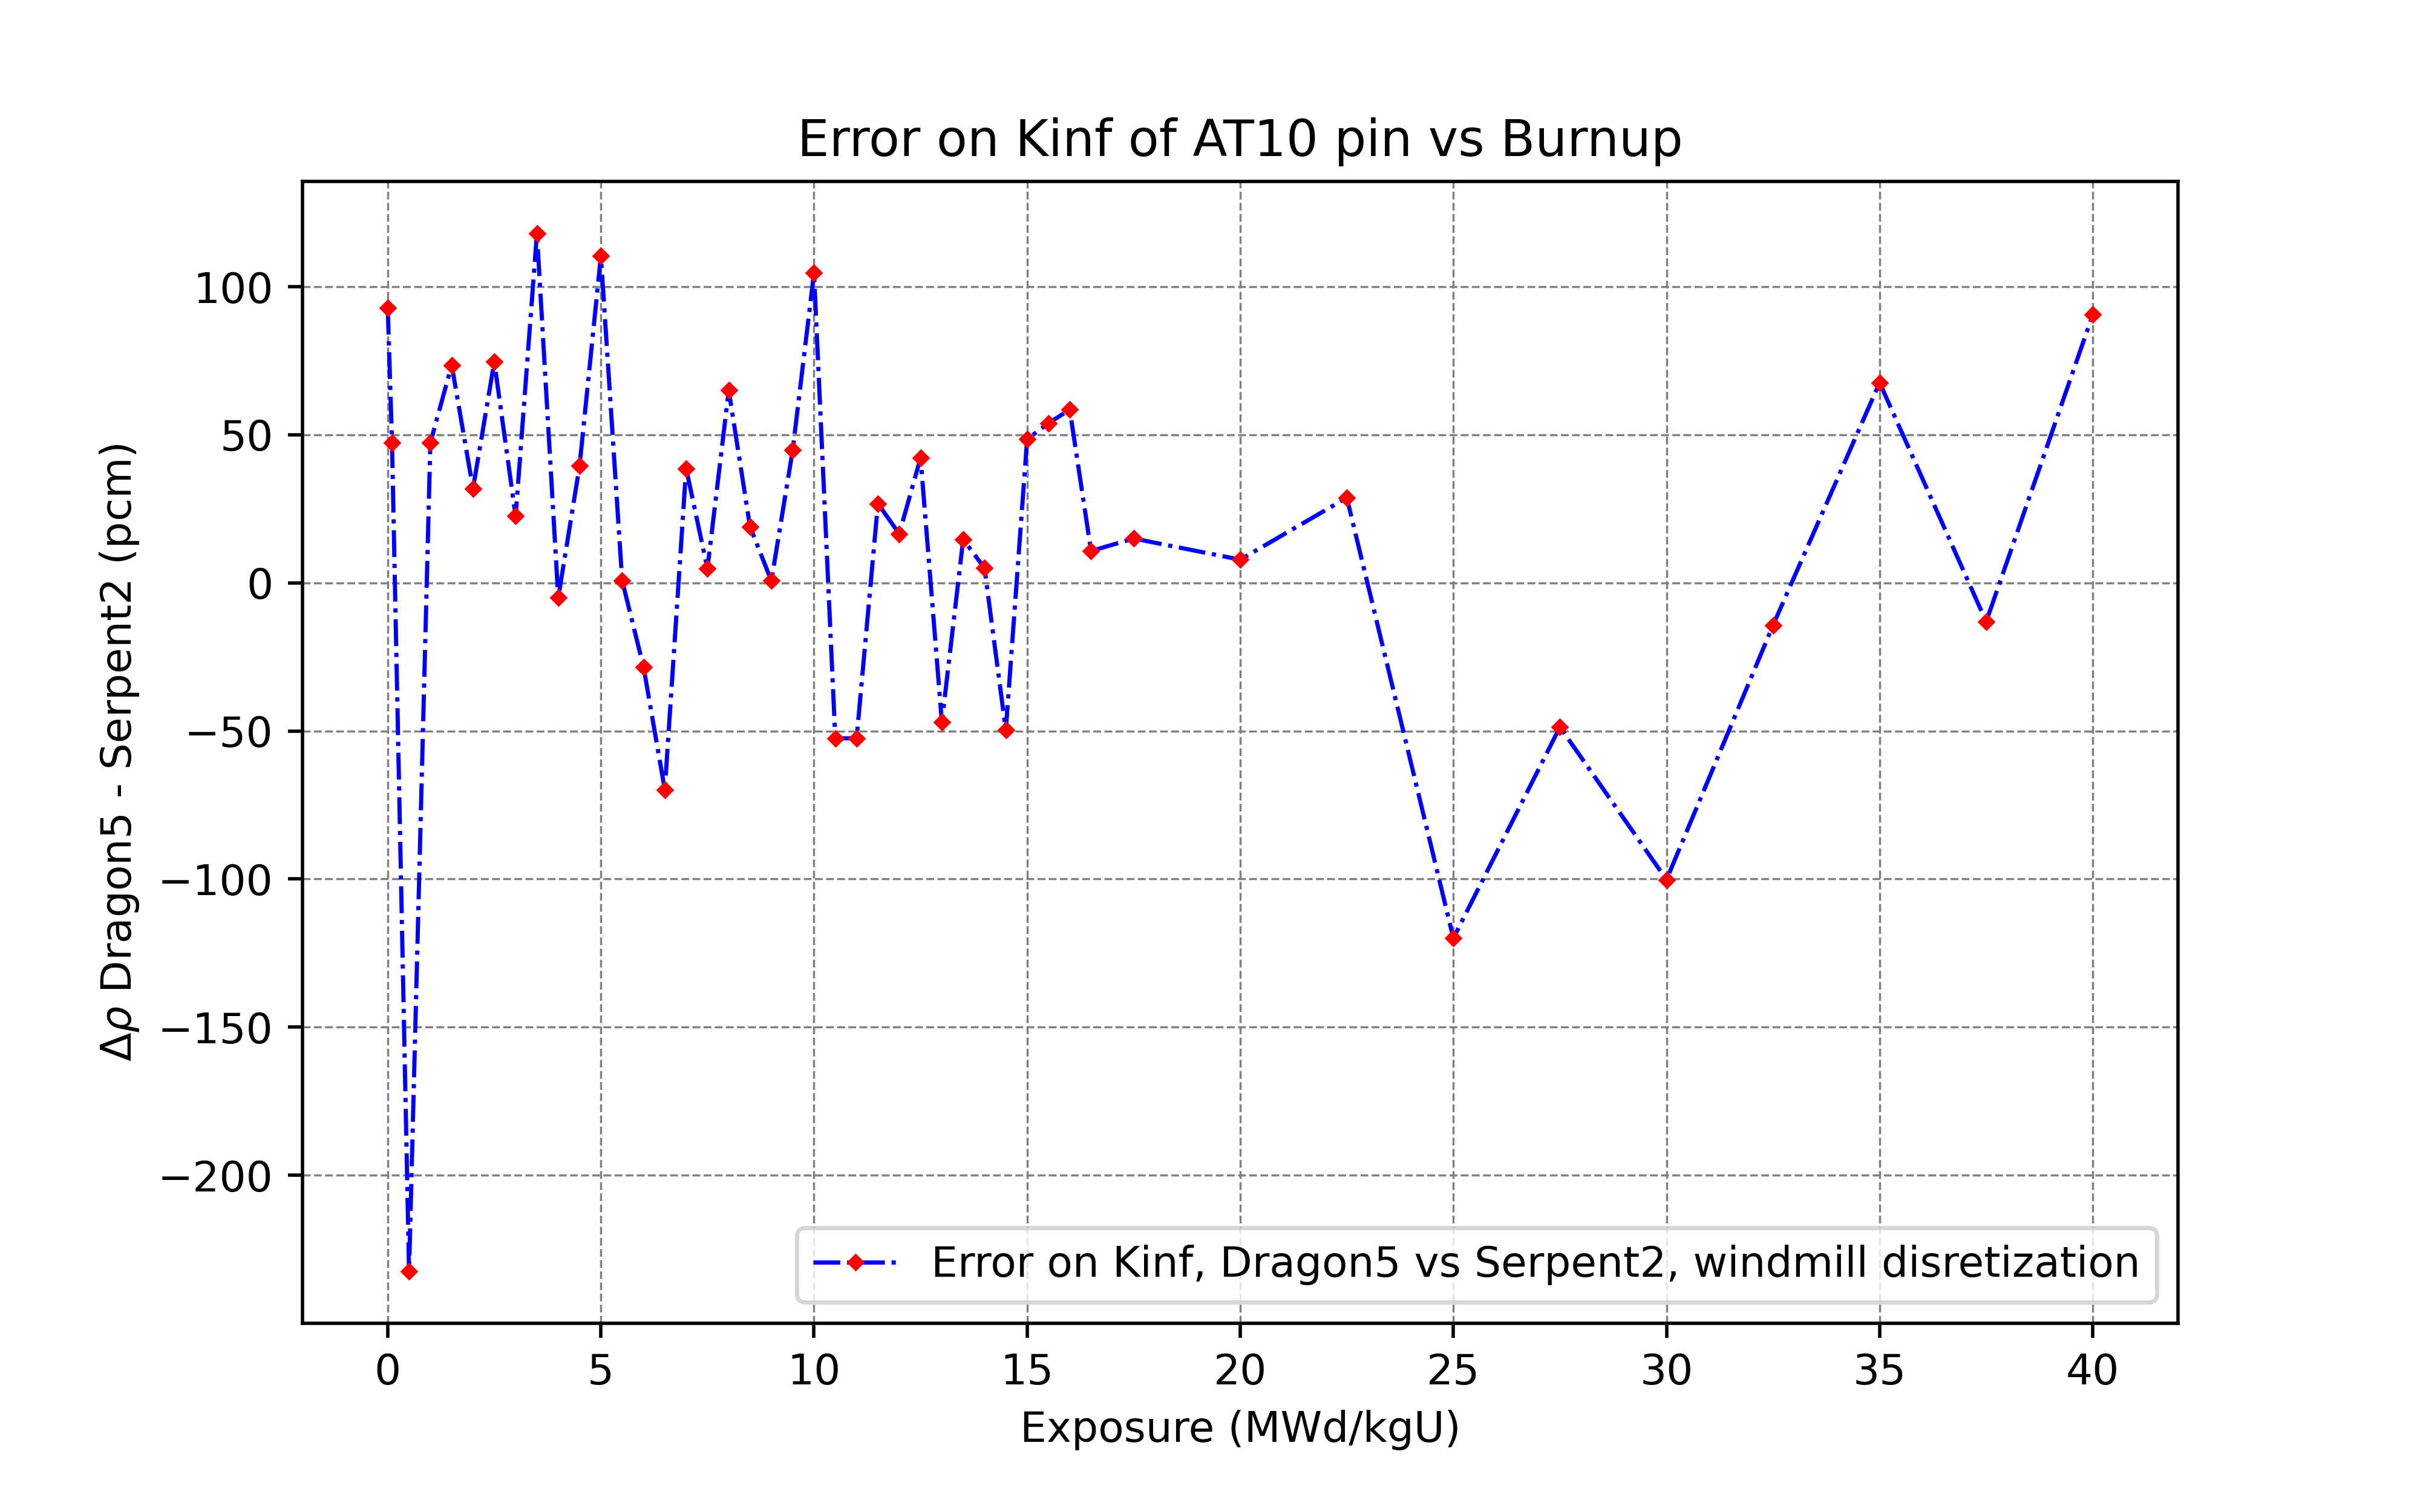 Error on Kinf of AT10 pin vs Burnup
Δρ Dragon5 - Serpent2 (pcm)
100
50
0
−50
−100
−150
−200
Error on Kinf, Dragon5 vs Serpent2, windmill disretization
0 5 10 15 20 25 30 35 40
Exposure (MWd/kgU)